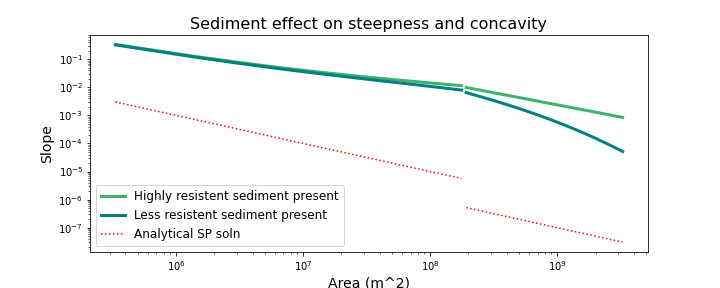 Sediment effect on steepness and concavity
10⁻¹
10⁻²
10⁻³
10⁻⁴
10⁻⁵
10⁻⁶
10⁻⁷
Slope
Highly resistent sediment present
Less resistent sediment present
Analytical SP soln
10⁶ 10⁷ 10⁸ 10⁹
Area (m^2)